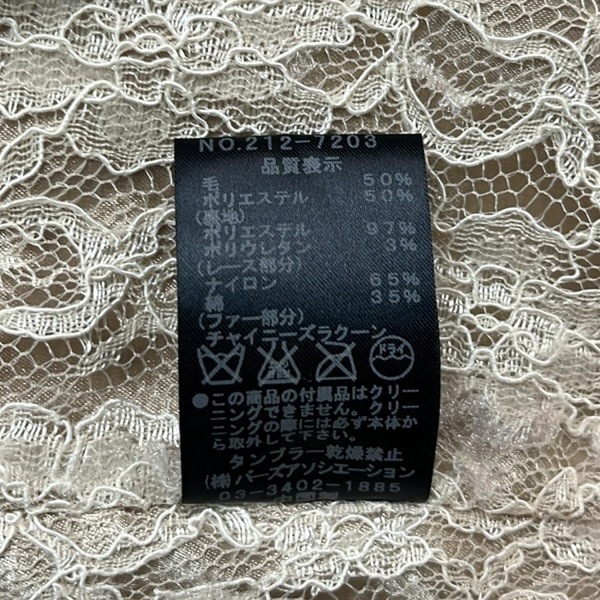 NO.212-7203
品質表示
毛 50%
ポリエステル 50%
(裏地)
ポリエステル 97%
ポリウレタン 3%
(レース部分)
ナイロン 65%
綿 35%
(ファー部分)
チャイニーズラクーン
ドライ
●この商品の付属品はクリー
ニングできません。クリー
ニングの際には必ず本体か
ら取外して下さい。
タンブラー乾燥禁止
(株)バーズアソシエーション
03-3402-1885
中国製